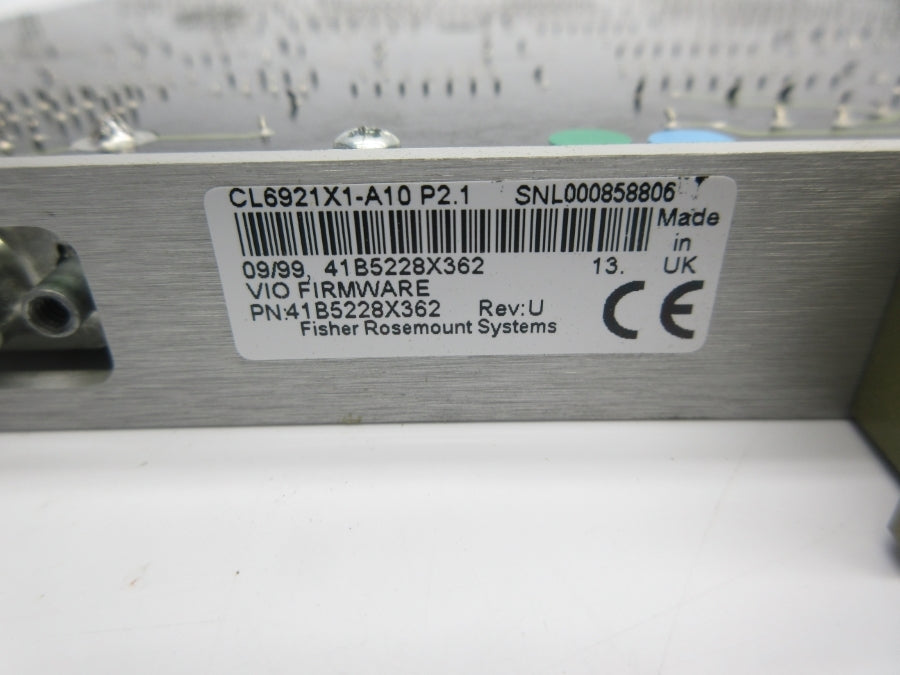 CL6921X1-A10 P2.1 SNL000858806
Made
in
09/99, 41B5228X362 13. UK
VIO FIRMWARE
PN:41B5228X362 Rev:U
Fisher Rosemount Systems
CE